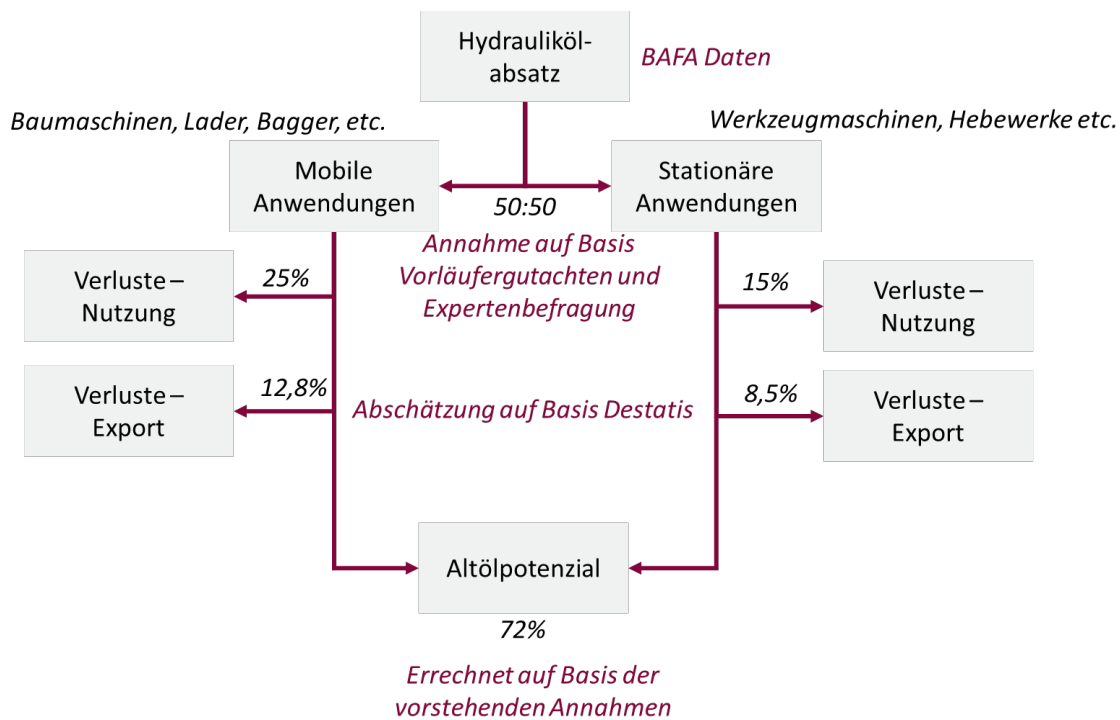 Hydrauliköl-
absatz
BAFA Daten
Baumaschinen, Lader, Bagger, etc.
Werkzeugmaschinen, Hebewerke etc.
Mobile
Anwendungen
Stationäre
Anwendungen
50:50
Annahme auf Basis
Vorläufergutachten und
Expertenbefragung
Verluste –
Nutzung
25%
15%
Verluste –
Nutzung
Verluste –
Export
12,8%
Abschätzung auf Basis Destatis
8,5%
Verluste –
Export
Altölpotenzial
72%
Errechnet auf Basis der
vorstehenden Annahmen